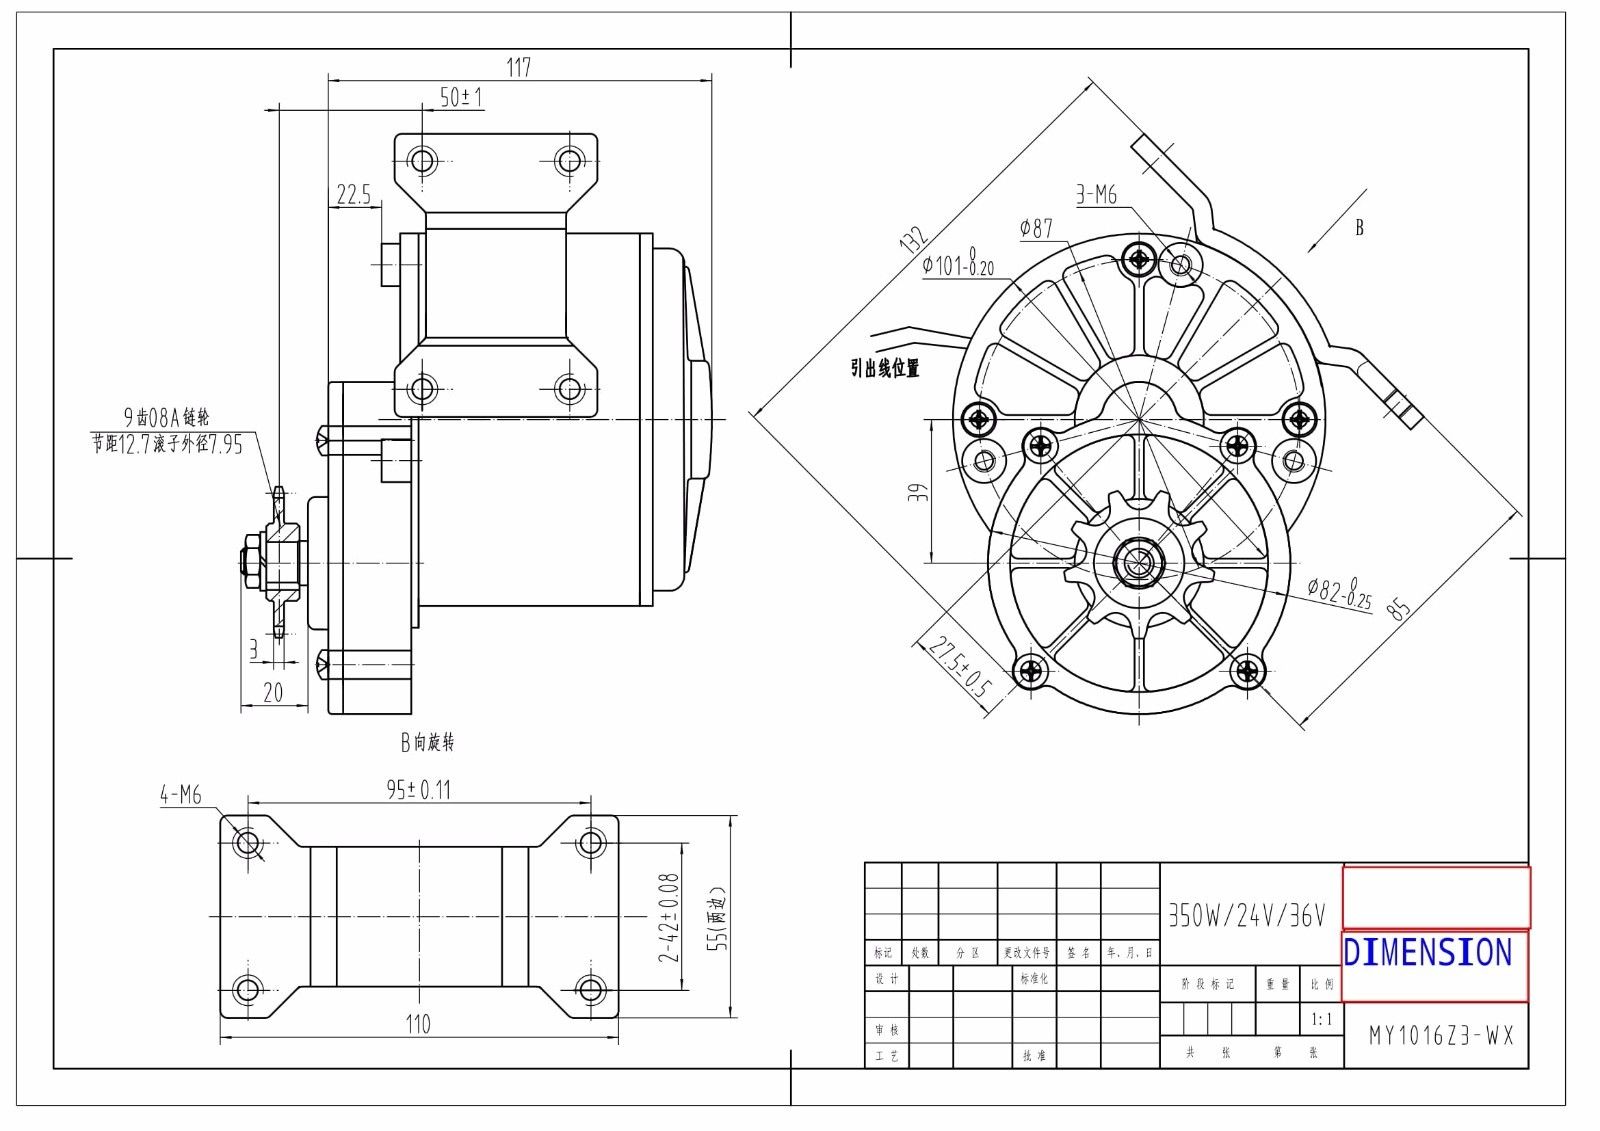 117
50±1
22.5
9齿08A链轮
节距12.7滚子外径7.95
3
20
B向旋转
132
3-M6
φ87
φ101-0 0.20
B
引出线位置
39
φ82-0 0.25
85
27.5±0.5
4-M6
95±0.11
2-42±0.08
55(两边)
110
350W/24V/36V
DIMENSION
标记 处数 分区 更改文件号 签名 年、月、日
设计 标准化 阶段标记 重量 比例
1:1
审核
MY1016Z3-WX
工艺 批准 共 张 第 张